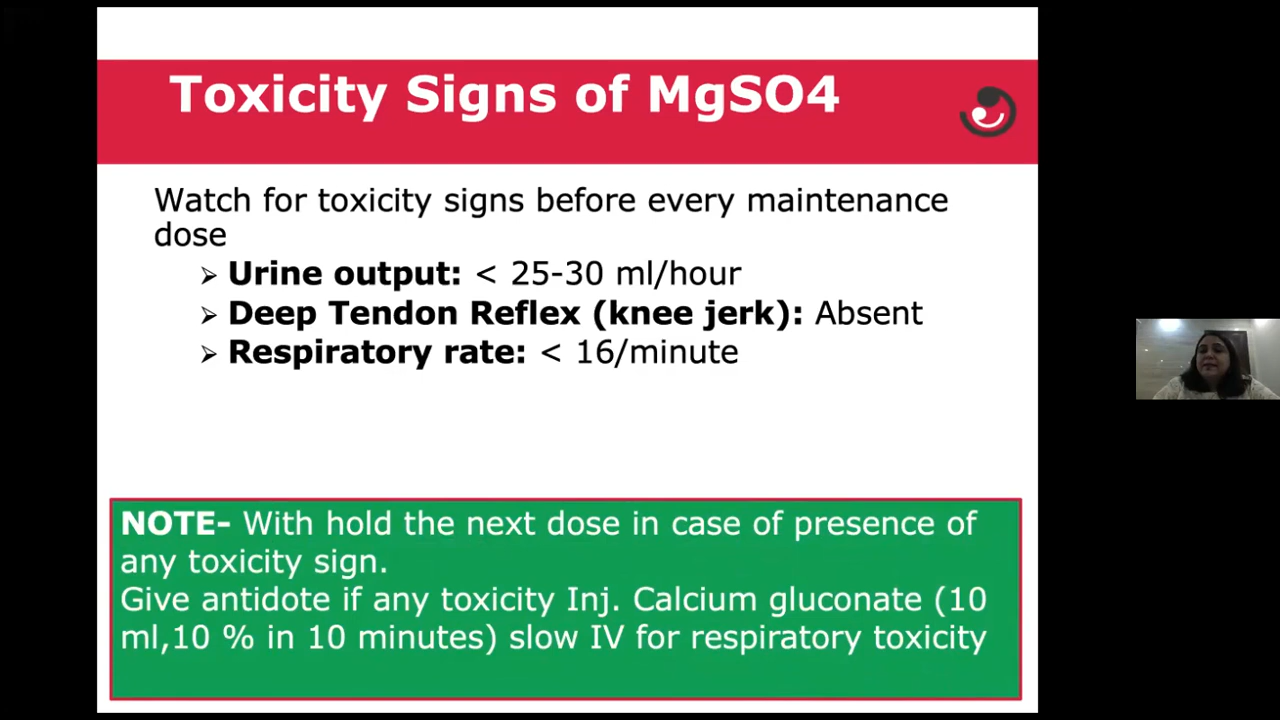 Toxicity Signs of MgSO4
Watch for toxicity signs before every maintenance
dose
➢ Urine output: < 25-30 ml/hour
➢ Deep Tendon Reflex (knee jerk): Absent
➢ Respiratory rate: < 16/minute
NOTE- With hold the next dose in case of presence of
any toxicity sign.
Give antidote if any toxicity Inj. Calcium gluconate (10
ml,10 % in 10 minutes) slow IV for respiratory toxicity